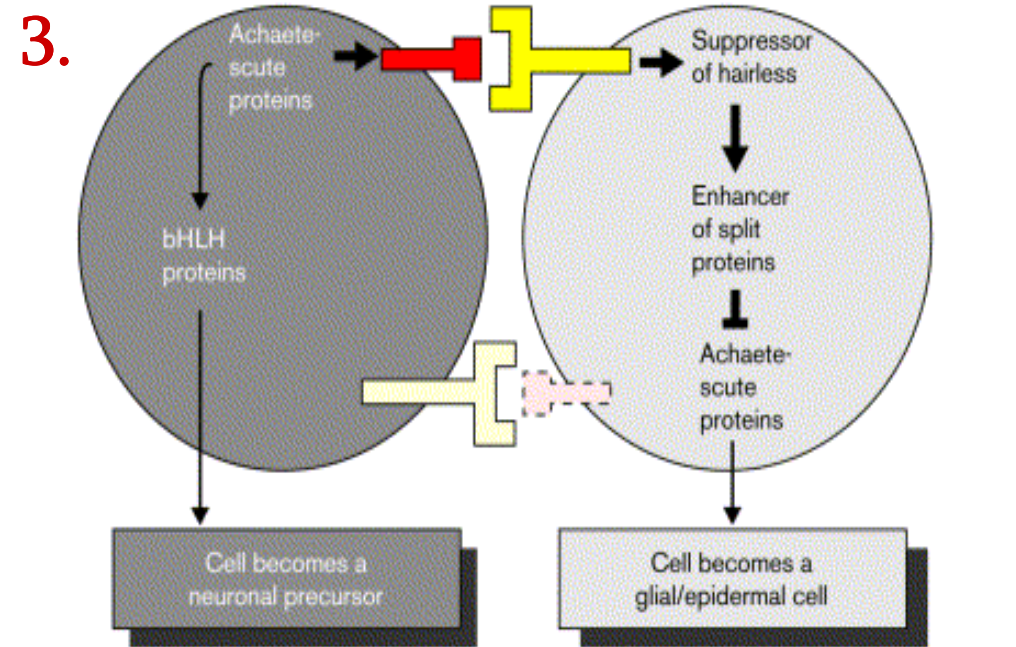 3.
Achaete-
scute
proteins
bHLH
proteins
Cell becomes a
neuronal precursor
Suppressor
of hairless
Enhancer
of split
proteins
Achaete-
scute
proteins
Cell becomes a
glial/epidermal cell